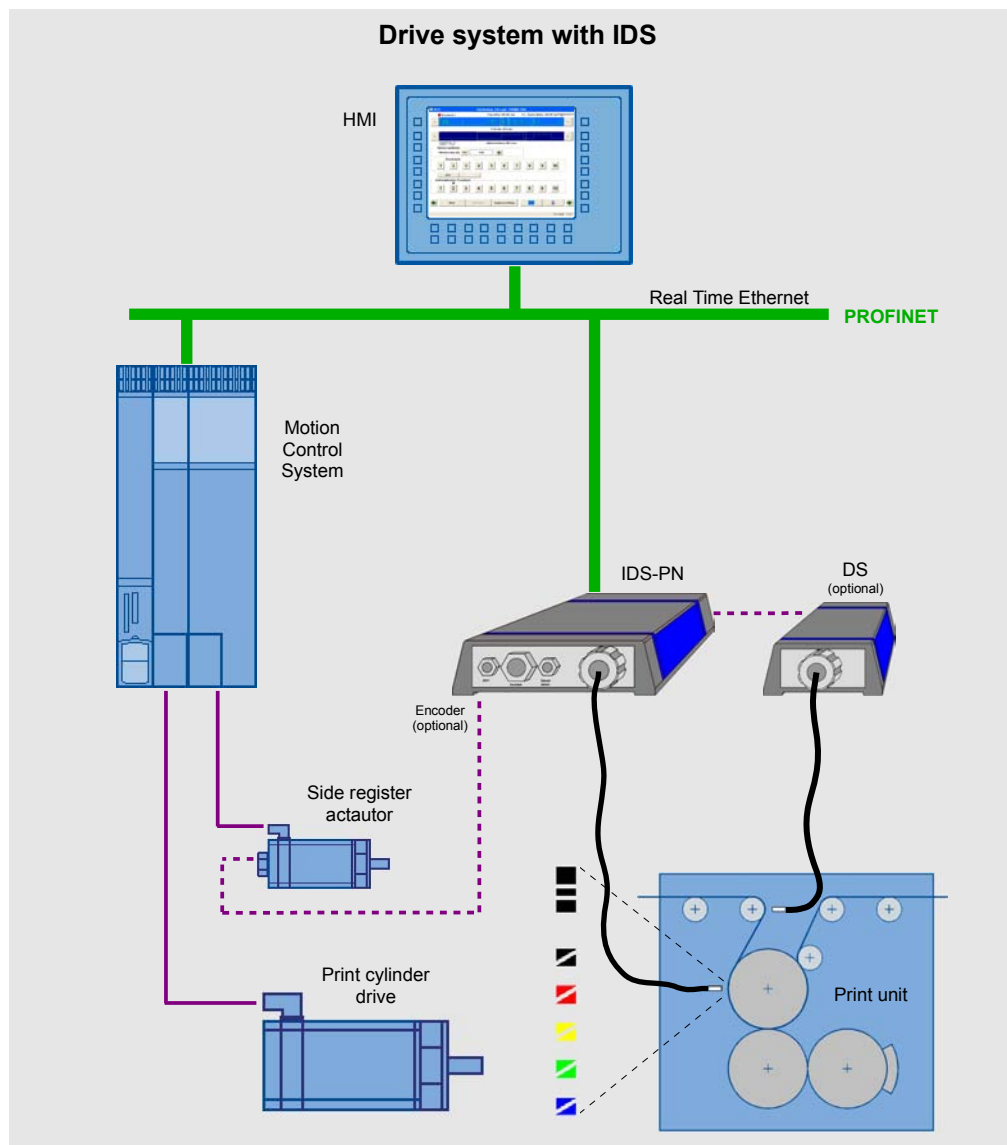 Drive system with IDS
HMI
Real Time Ethernet
PROFINET
Motion
Control
System
IDS-PN
DS
(optional)
Encoder
(optional)
Side register
actautor
Print cylinder
drive
Print unit